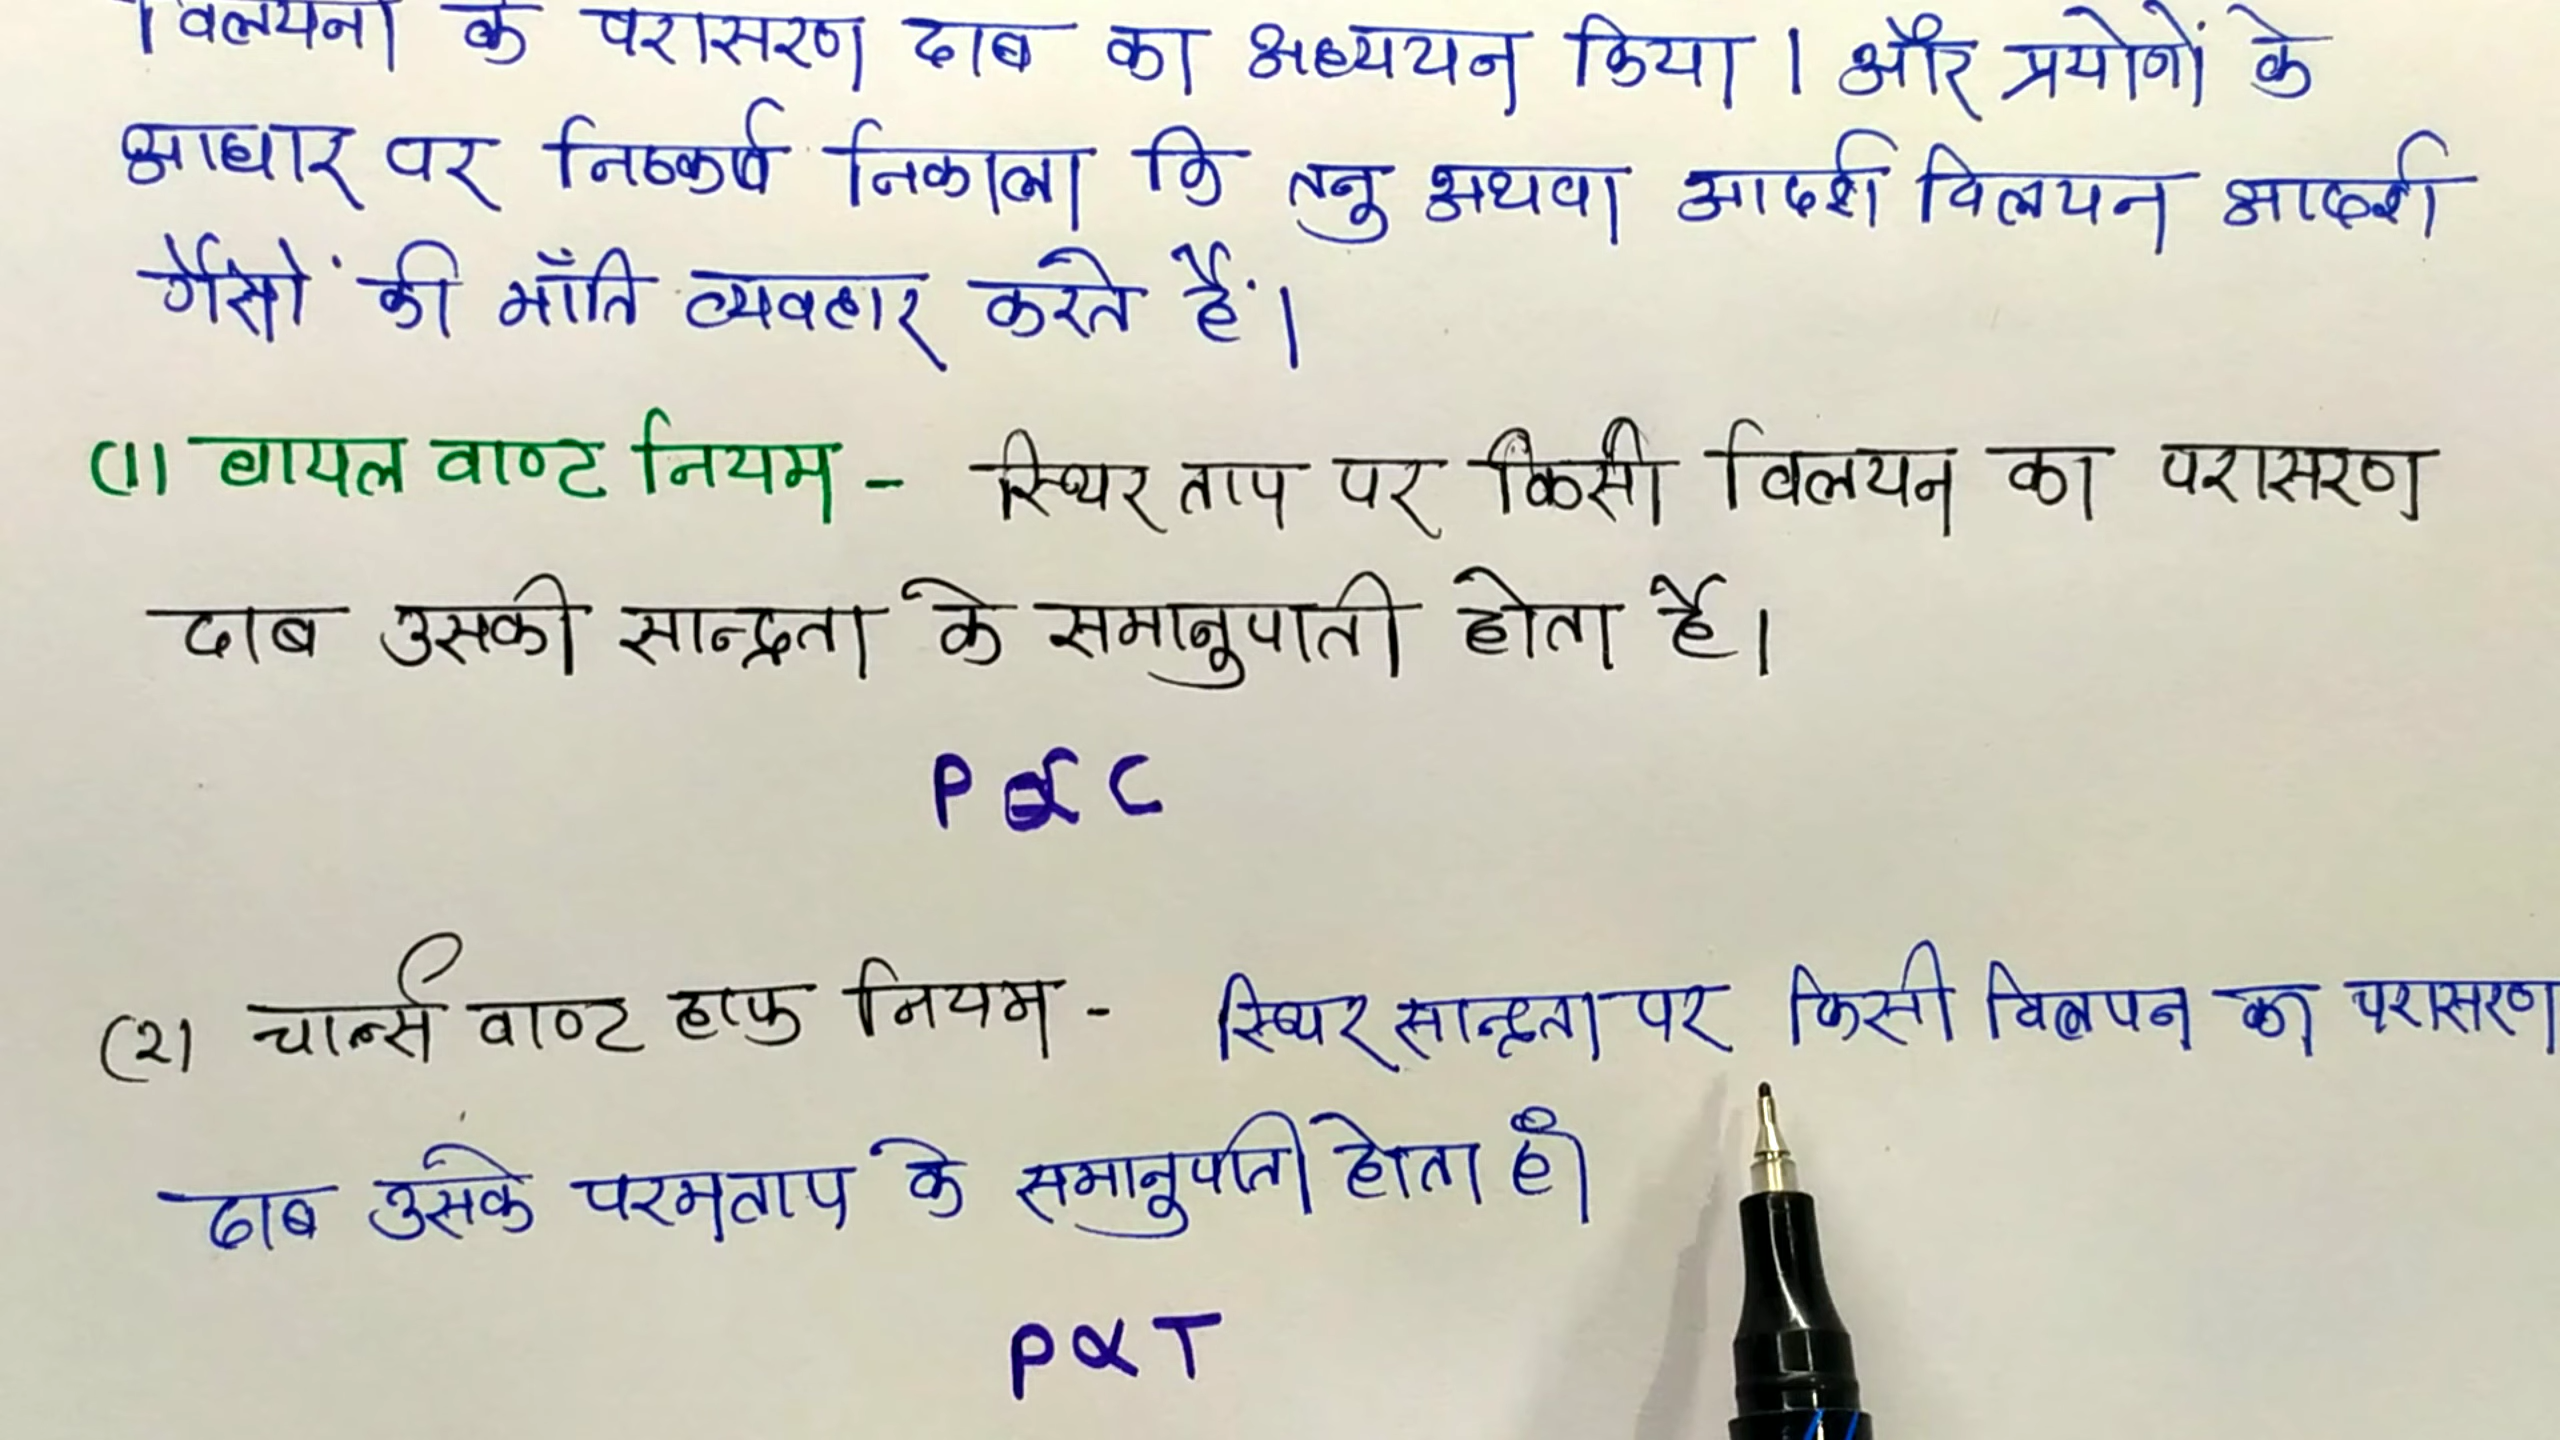 विलयनों के परासरण दाब का अध्ययन किया । और प्रयोगों के
आधार पर निष्कर्ष निकाला कि तनु अथवा आदर्श विलयन आदर्श
गैसों की भाँति व्यवहार करते हैं।
(1) वायल वाण्ट नियम - स्थिर ताप पर किसी विलयन का परासरण
दाब उसकी सान्द्रता के समानुपाती होता है।
P ∝ C
(2) चार्ल्स वाण्ट हाफ नियम - स्थिर सान्द्रता पर किसी विलयन का परासरण
दाब उसके परमताप के समानुपाती होता है।
P ∝ T